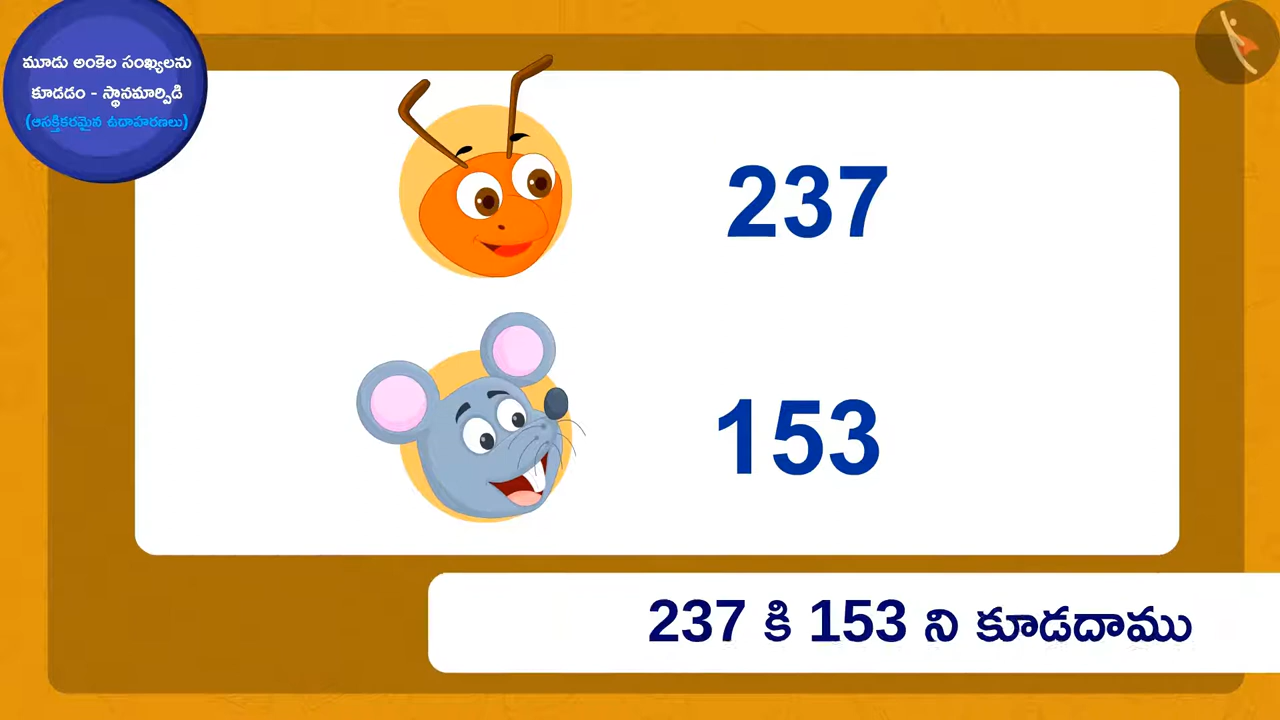 మూడు అంకెల సంఖ్యలను
కూడడం - స్థానమార్పిడి
(ఆసక్తికరమైన ఉదాహరణలు)
237
153
237 కి 153 ని కూడదాము